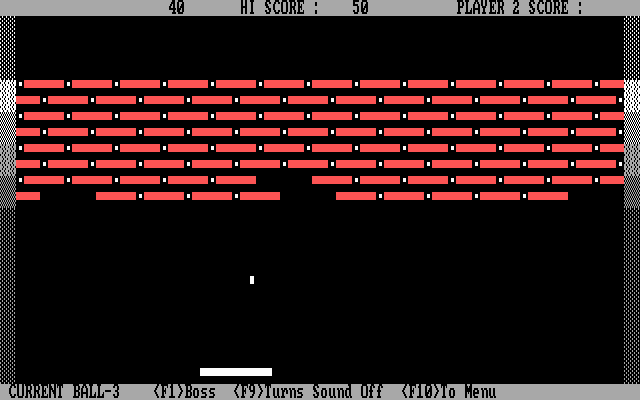 40 HI SCORE : 50 PLAYER 2 SCORE :
CURRENT BALL-3 <F1>Boss <F9>Turns Sound Off <F10>To Menu